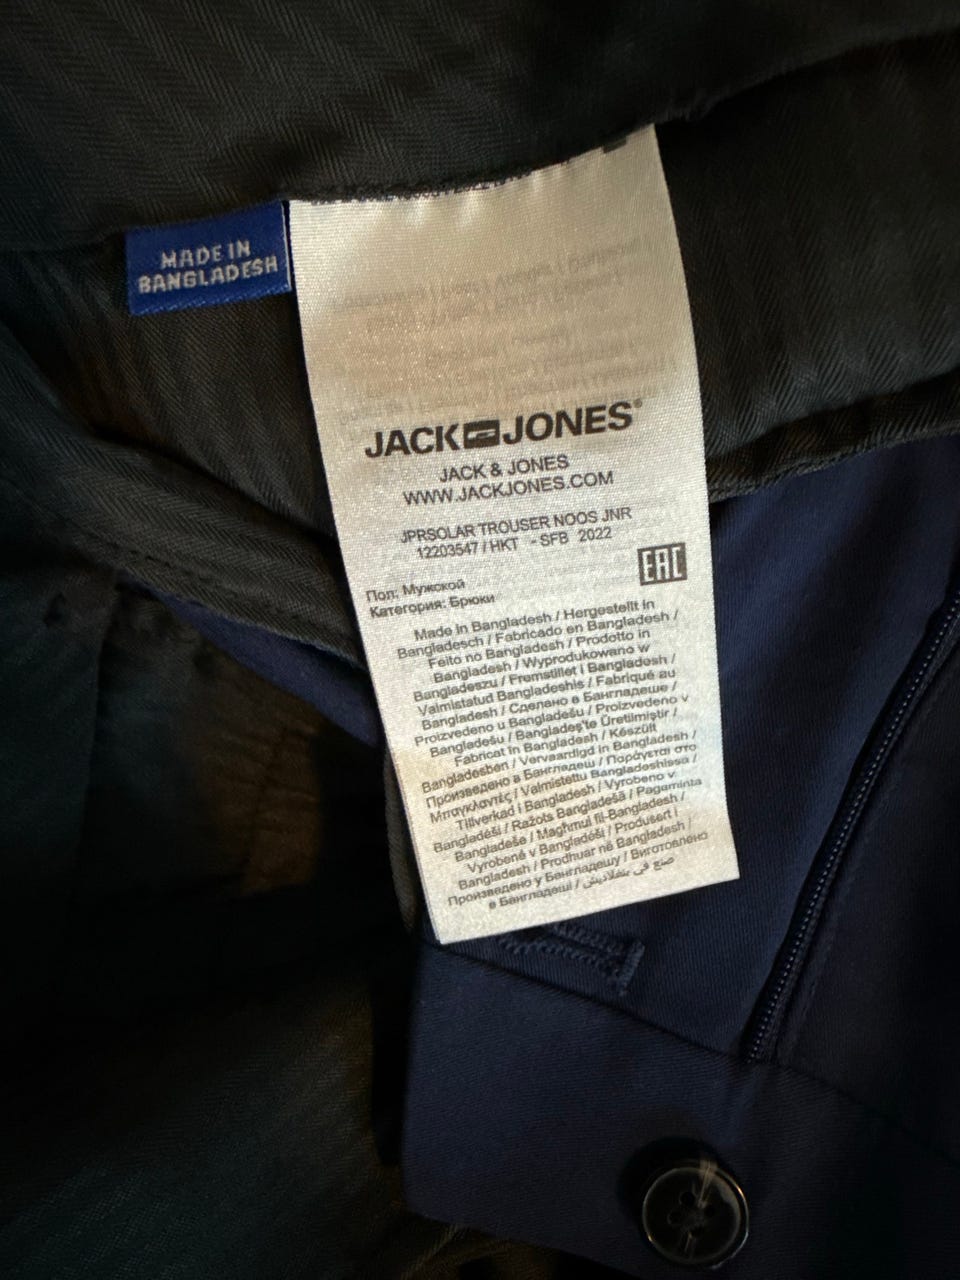 MADE IN
BANGLADESH
JACK JONES®
JACK & JONES
WWW.JACKJONES.COM
JPRSOLAR TROUSER NOOS JNR
12203547 / HKT - SFB 2022
EAC
Пол: Мужской
Категория: Брюки
Made in Bangladesh / Hergestellt in
Bangladesch / Fabricado en Bangladesh /
Feito no Bangladesh / Prodotto in
Bangladesh / Wyprodukowano w
Bangladeszu / Fremstillet i Bangladesh /
Valmistatud Bangladeshis / Fabriqué au
Bangladesh / Сделано в Бангладеше /
Proizvedeno u Bangladešu / Proizvedeno v
Bangladešu / Bangladeş'te Üretilmiştir /
Fabricat în Bangladesh / Készült
Bangladesben / Vervaardigd in Bangladesh /
Произведено в Бангладеш / Παράγεται στο
Μπαγκλαντές / Valmistettu Bangladeshissa /
Tillverkad i Bangladesh / Vyrobeno v
Bangladéši / Ražots Bangladešā / Pagaminta
Bangladeše / Magħmul fil-Bangladesh /
Vyrobené v Bangladéši / Produsert i
Bangladesh / Prodhuar në Bangladesh /
Произведено у Бангладешу / Виготовлено
в Бангладеші / صنع في بنغلاديش